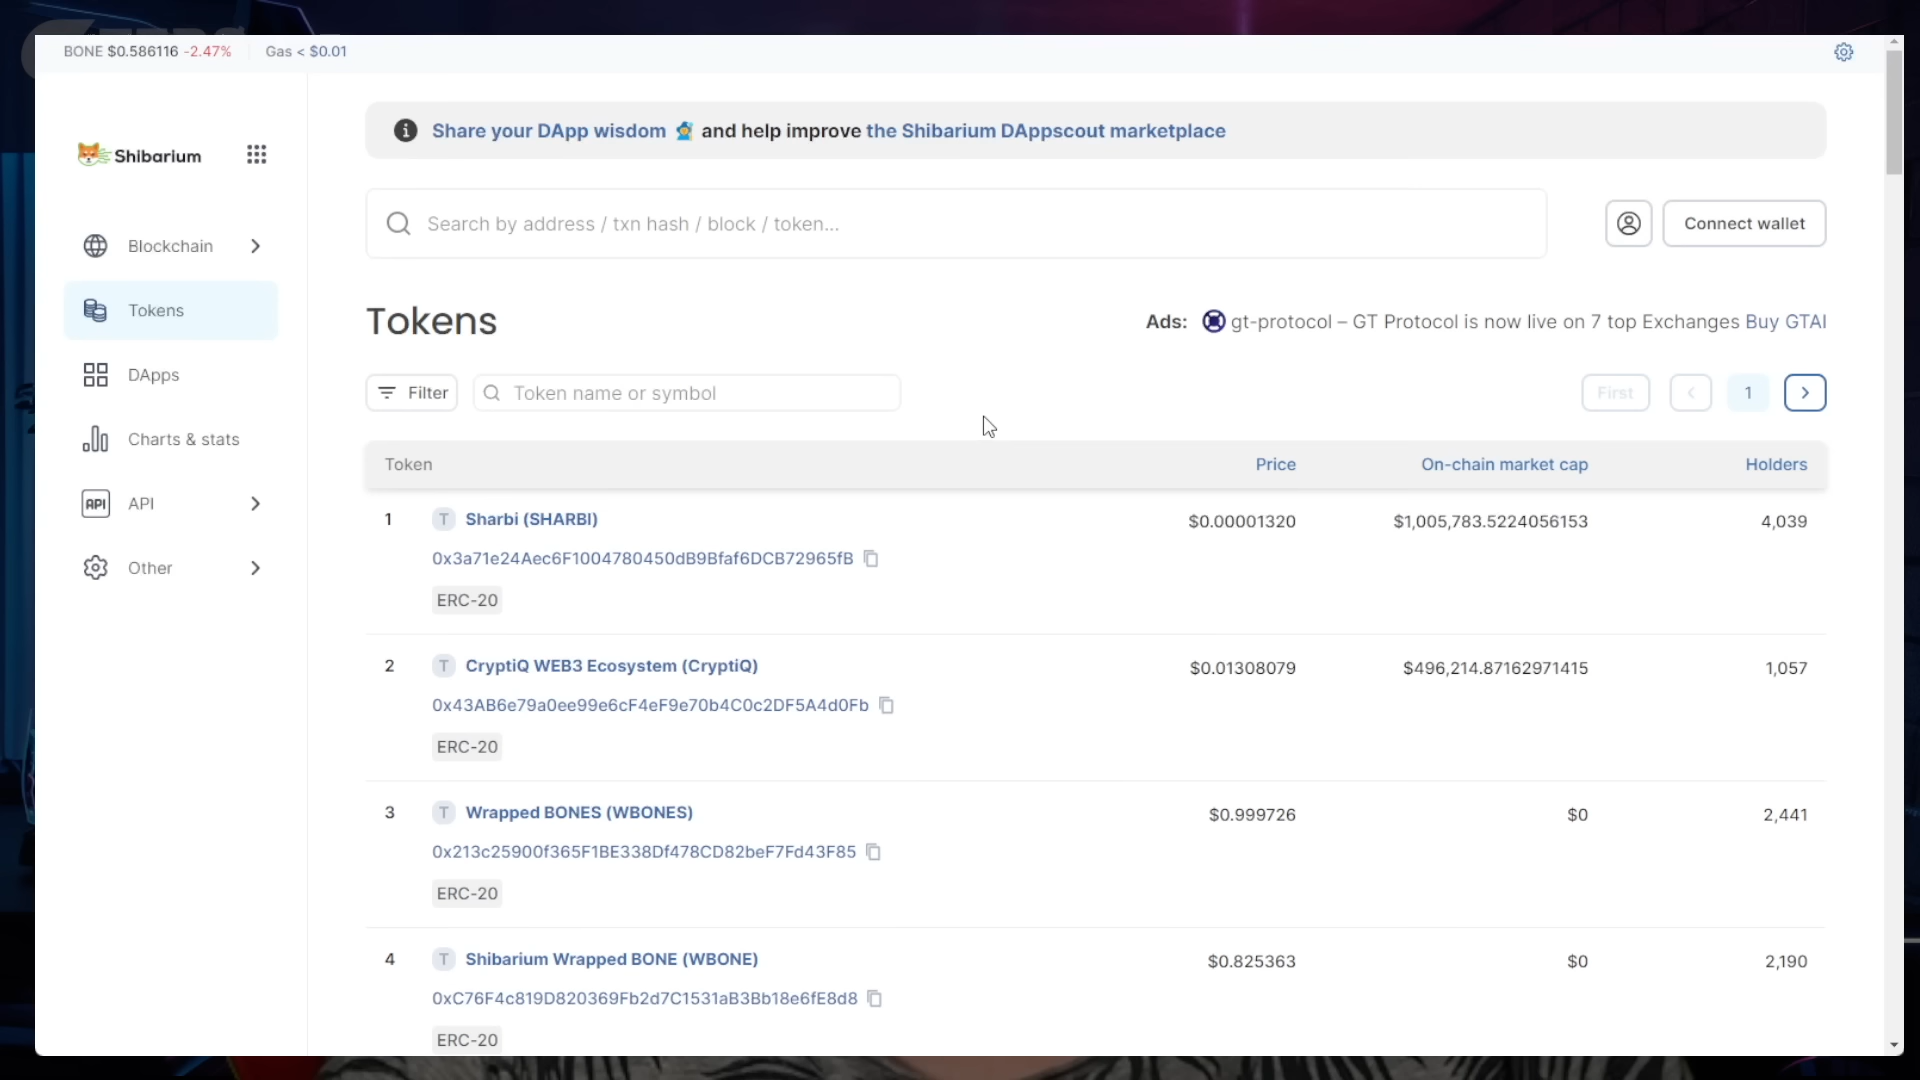 BONE $0.586116 -2.47% Gas < $0.01
Shibarium
Blockchain
Tokens
DApps
Charts & stats
API API
Other
Share your DApp wisdom and help improve the Shibarium DAppscout marketplace
Search by address / txn hash / block / token...
Connect wallet
Tokens
Ads: gt-protocol – GT Protocol is now live on 7 top Exchanges Buy GTAI
Filter
Token name or symbol
First 1
Token Price On-chain market cap Holders
1 T Sharbi (SHARBI) $0.00001320 $1,005,783.5224056153 4,039
0x3a71e24Aec6F1004780450dB9Bfaf6DCB72965fB
ERC-20
2 T CryptiQ WEB3 Ecosystem (CryptiQ) $0.01308079 $496,214.87162971415 1,057
0x43AB6e79a0ee99e6cF4eF9e70b4C0c2DF5A4d0Fb
ERC-20
3 T Wrapped BONES (WBONES) $0.999726 $0 2,441
0x213c25900f365F1BE338Df478CD82beF7Fd43F85
ERC-20
4 T Shibarium Wrapped BONE (WBONE) $0.825363 $0 2,190
0xC76F4c819D820369Fb2d7C1531aB3Bb18e6fE8d8
ERC-20